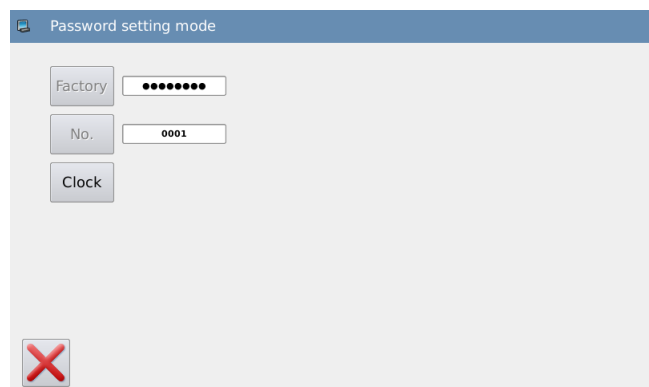 Password setting mode
Factory ●●●●●●●●
No. 0001
Clock